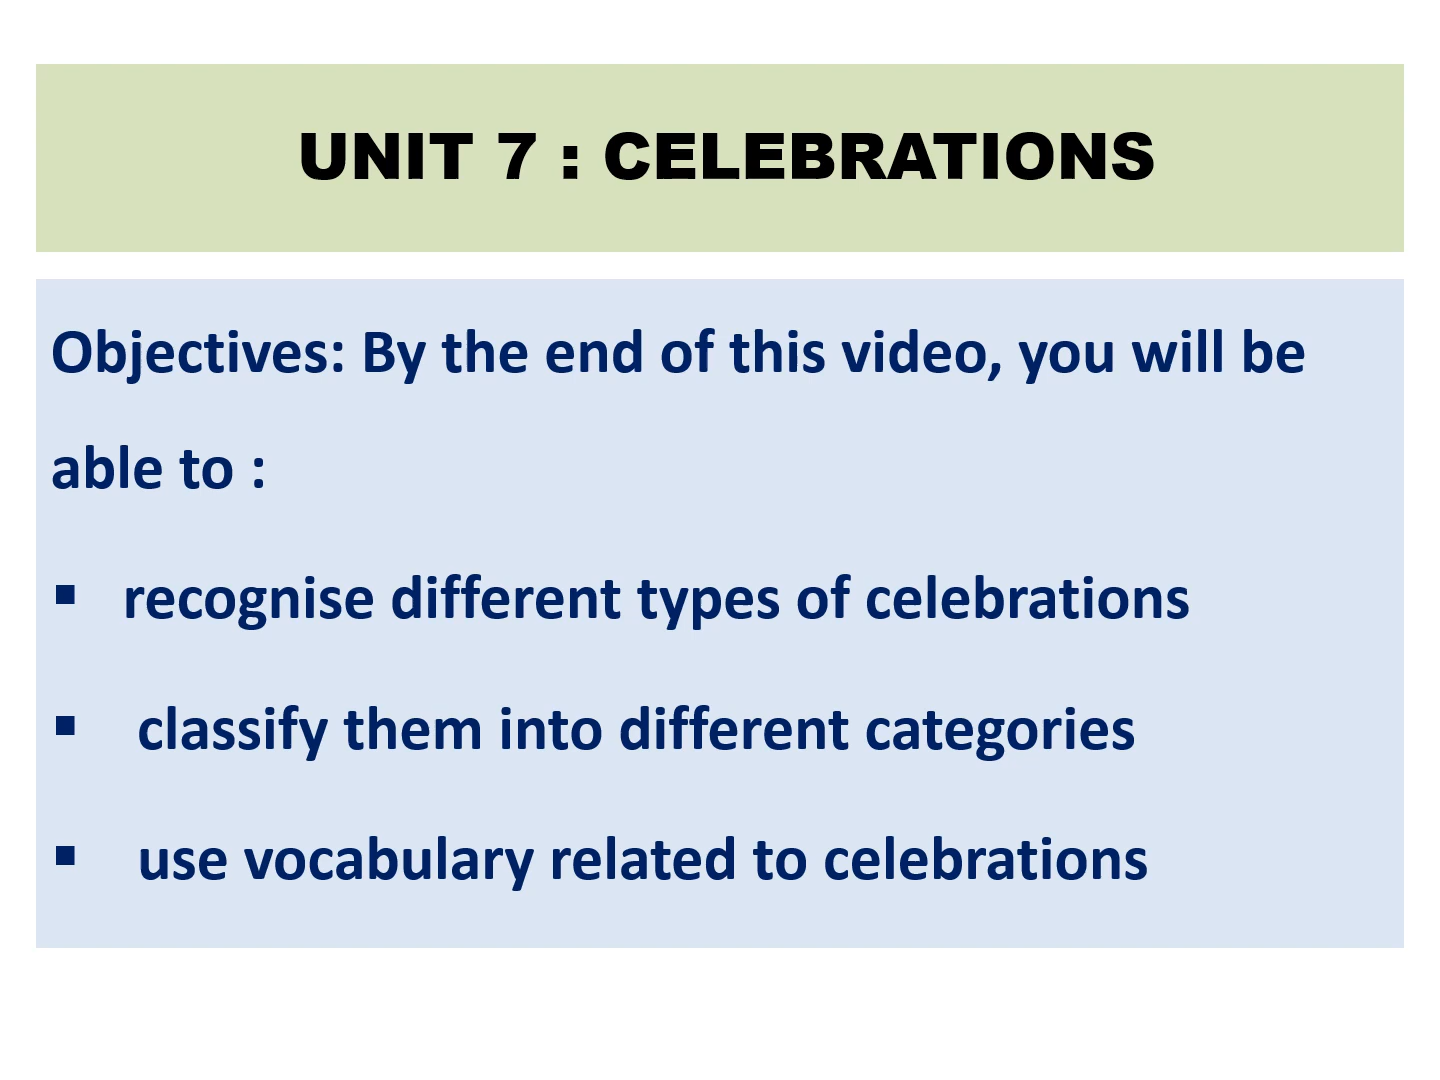 UNIT 7 : CELEBRATIONS
Objectives: By the end of this video, you will be
able to :
▪ recognise different types of celebrations
▪ classify them into different categories
▪ use vocabulary related to celebrations